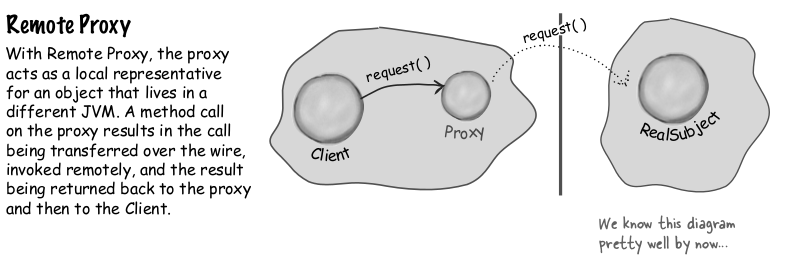 Remote Proxy
With Remote Proxy, the proxy
acts as a local representative
for an object that lives in a
different JVM. A method call
on the proxy results in the call
being transferred over the wire,
invoked remotely, and the result
being returned back to the proxy
and then to the Client.
request()
request()
Client
Proxy
RealSubject
We know this diagram
pretty well by now...